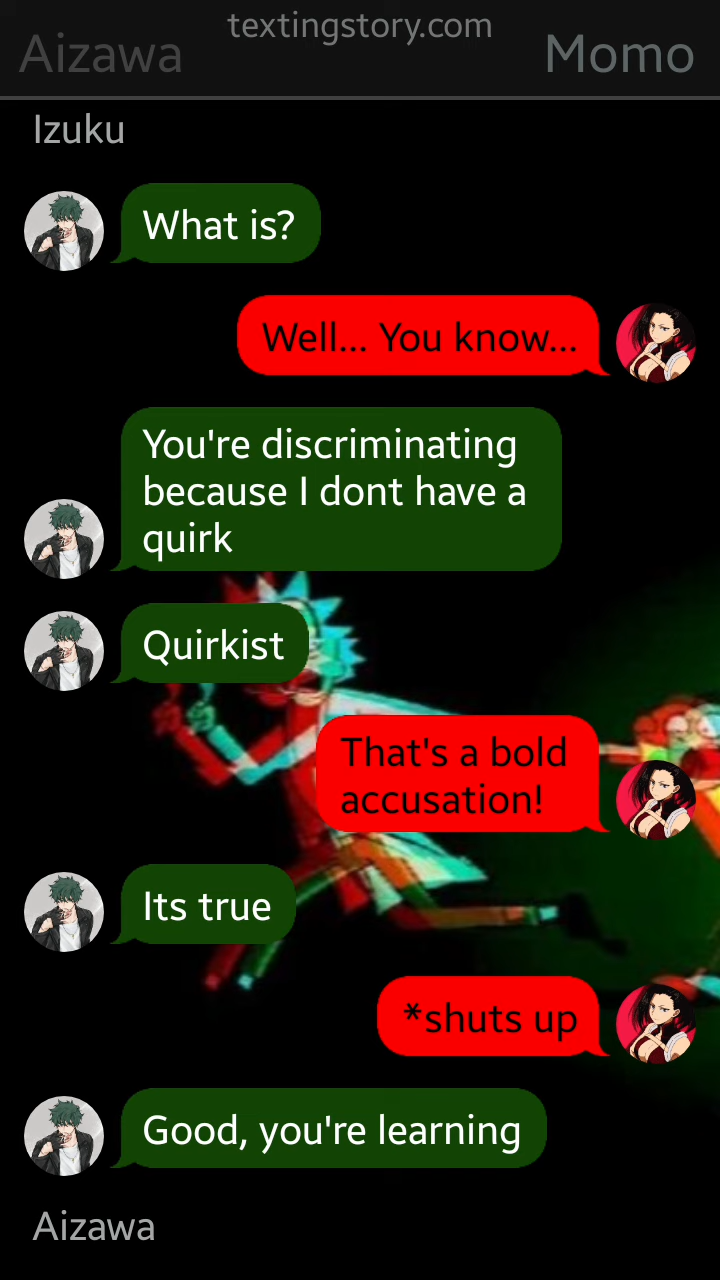 textingstory.com
Aizawa
Momo
Izuku
What is?
Well... You know...
You're discriminating
because I dont have a
quirk
Quirkist
That's a bold
accusation!
Its true
*shuts up
Good, you're learning
Aizawa